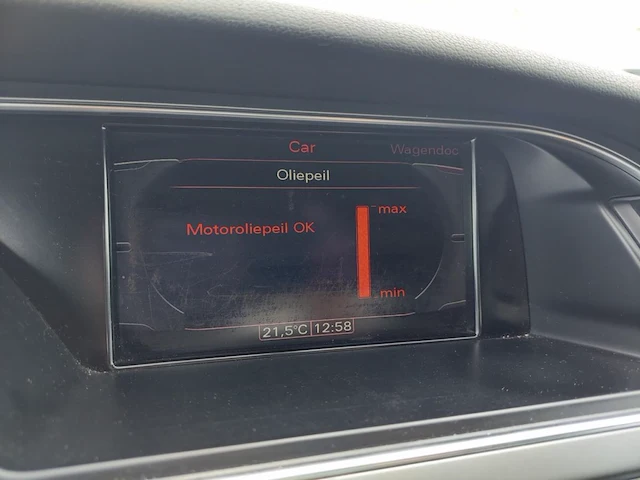 Car
Wagendoc
Oliepeil
max
Motoroliepeil OK
min
21,5°C 12:58